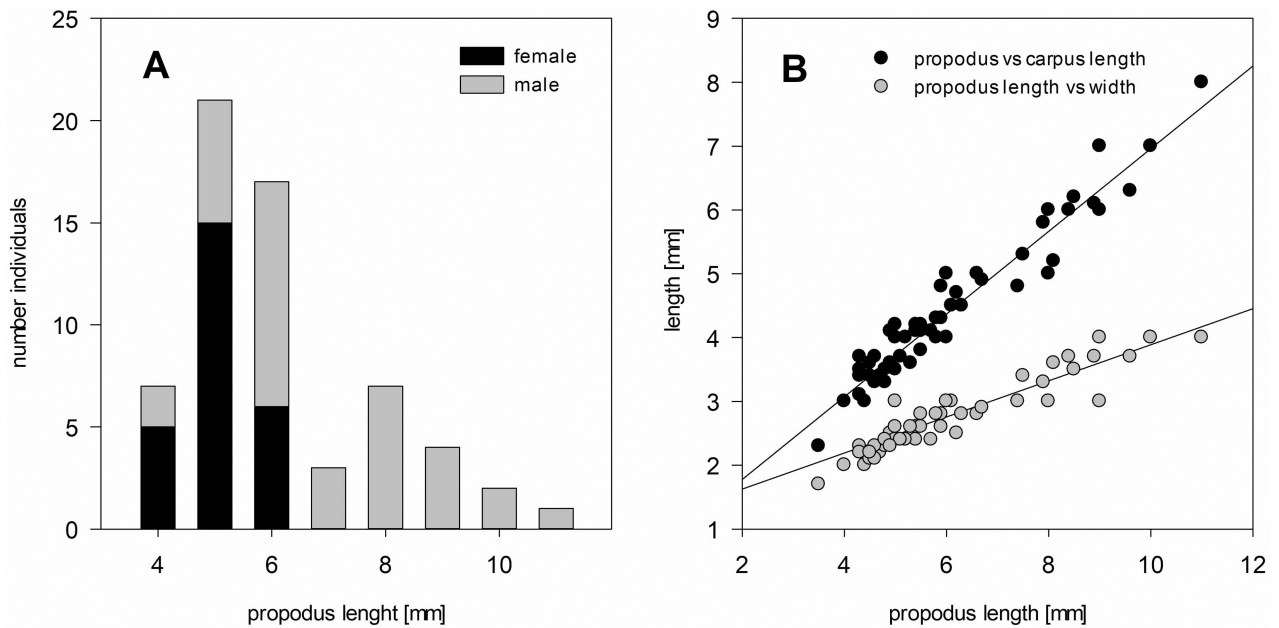 A
female
male
25
20
15
10
5
0
number individuals
4 6 8 10
propodus lenght [mm]
B
propodus vs carpus length
propodus length vs width
9
8
7
6
5
4
3
2
1
length [mm]
2 4 6 8 10 12
propodus length [mm]